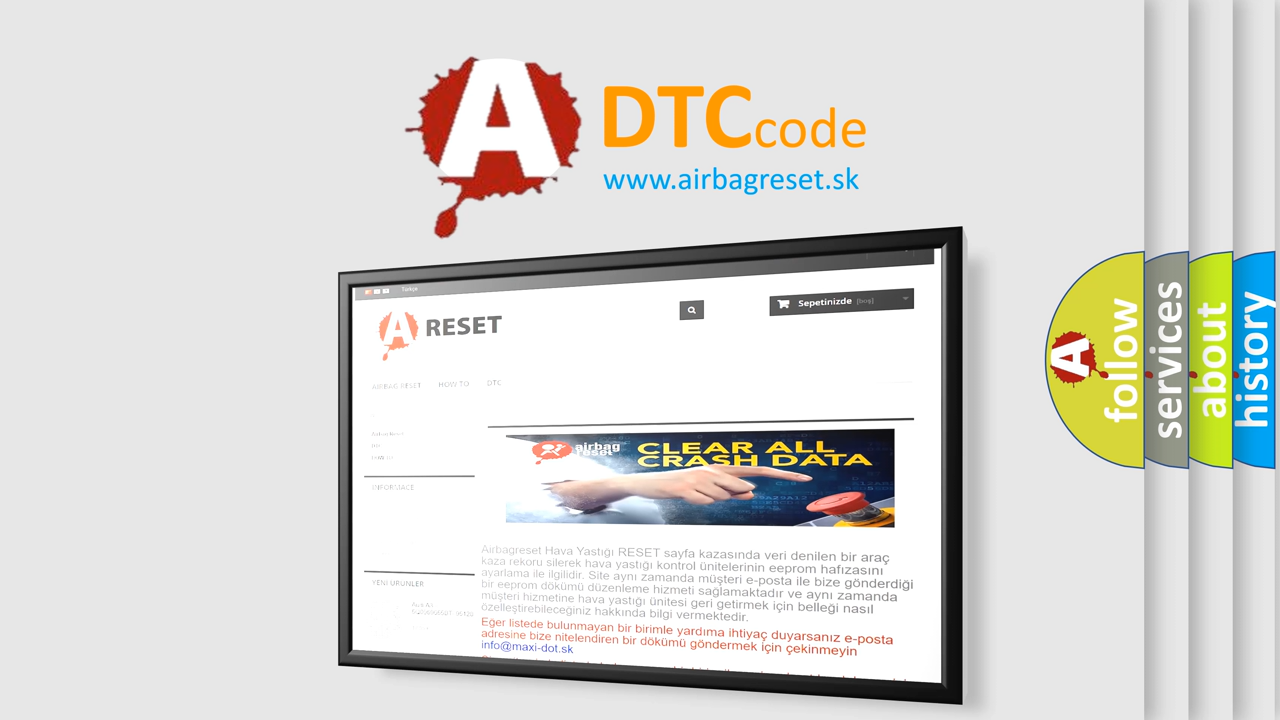 A DTCcode
www.airbagreset.sk
Türkçe
Sepetinizde [boş]
A RESET
AIRBAG RESET HOW TO DTC
YENİ ÜRÜNLER
airbag
reset
CLEAR ALL
CRASH DATA
Airbagreset Hava Yastığı RESET sayfa kazasında veri denilen bir araç
kaza rekoru silerek hava yastığı kontrol ünitelerinin eeprom hafızasını
ayarlama ile ilgilidir. Site aynı zamanda müşteri e-posta ile bize gönderdiği
bir eeprom dökümü düzenleme hizmeti sağlamaktadır ve aynı zamanda
müşteri hizmetine hava yastığı ünitesi geri getirmek için belleği nasıl
özelleştirebileceğiniz hakkında bilgi vermektedir.
Eğer listede bulunmayan bir birimle yardıma ihtiyaç duyarsanız e-posta
adresine bize nitelendiren bir dökümü göndermek için çekinmeyin
info@maxi-dot.sk
A follow
services
about
history